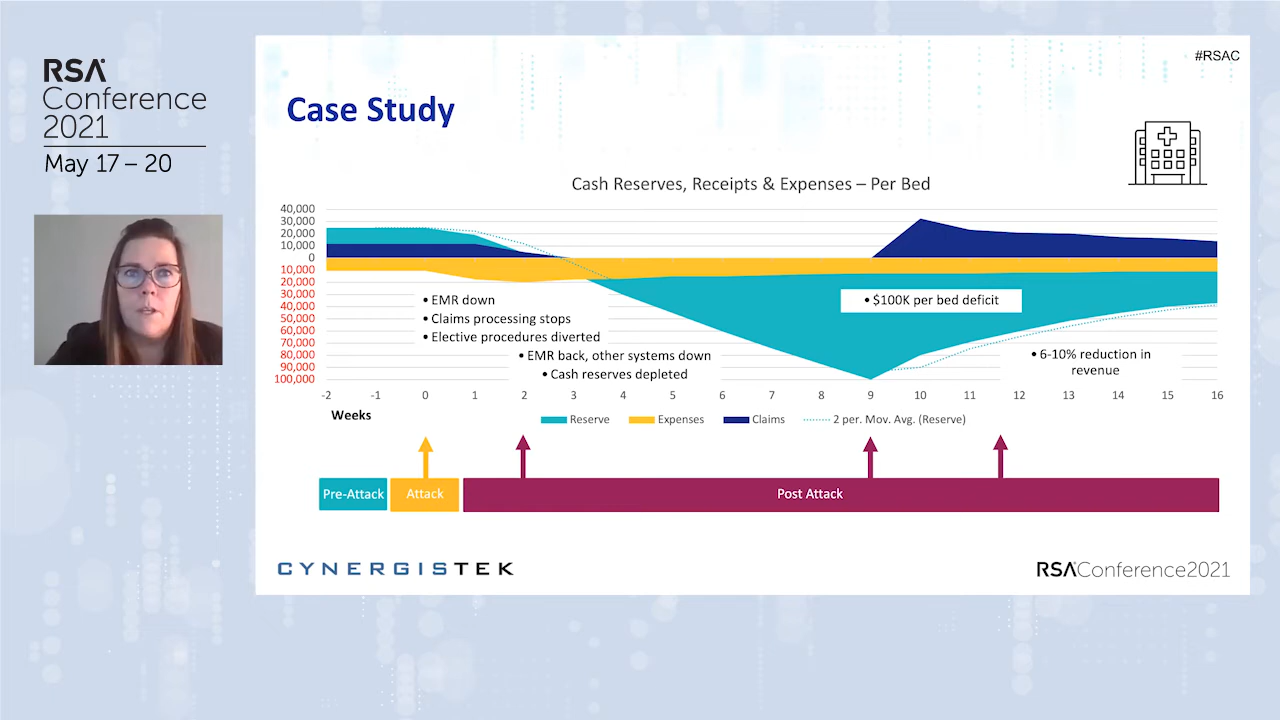 RSA
Conference
2021
May 17 – 20
#RSAC
Case Study
Cash Reserves, Receipts & Expenses – Per Bed
40,000
30,000
20,000
10,000
0
10,000
20,000
30,000
40,000
50,000
60,000
70,000
80,000
90,000
100,000
• EMR down
• Claims processing stops
• Elective procedures diverted
• EMR back, other systems down
• Cash reserves depleted
• $100K per bed deficit
• 6-10% reduction in
revenue
-2 -1 0 1 2 3 4 5 6 7 8 9 10 11 12 13 14 15 16
Weeks
Reserve Expenses Claims 2 per. Mov. Avg. (Reserve)
Pre-Attack Attack Post Attack
CYNERGISTEK
RSAConference2021